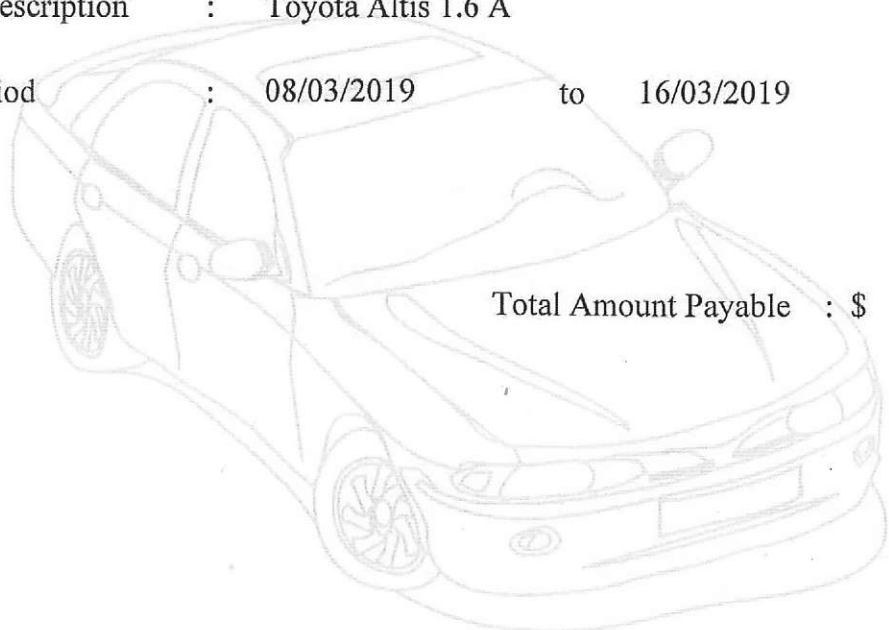 escription : Toyota Altis 1.6 A
iod : 08/03/2019 to 16/03/2019
Total Amount Payable : $